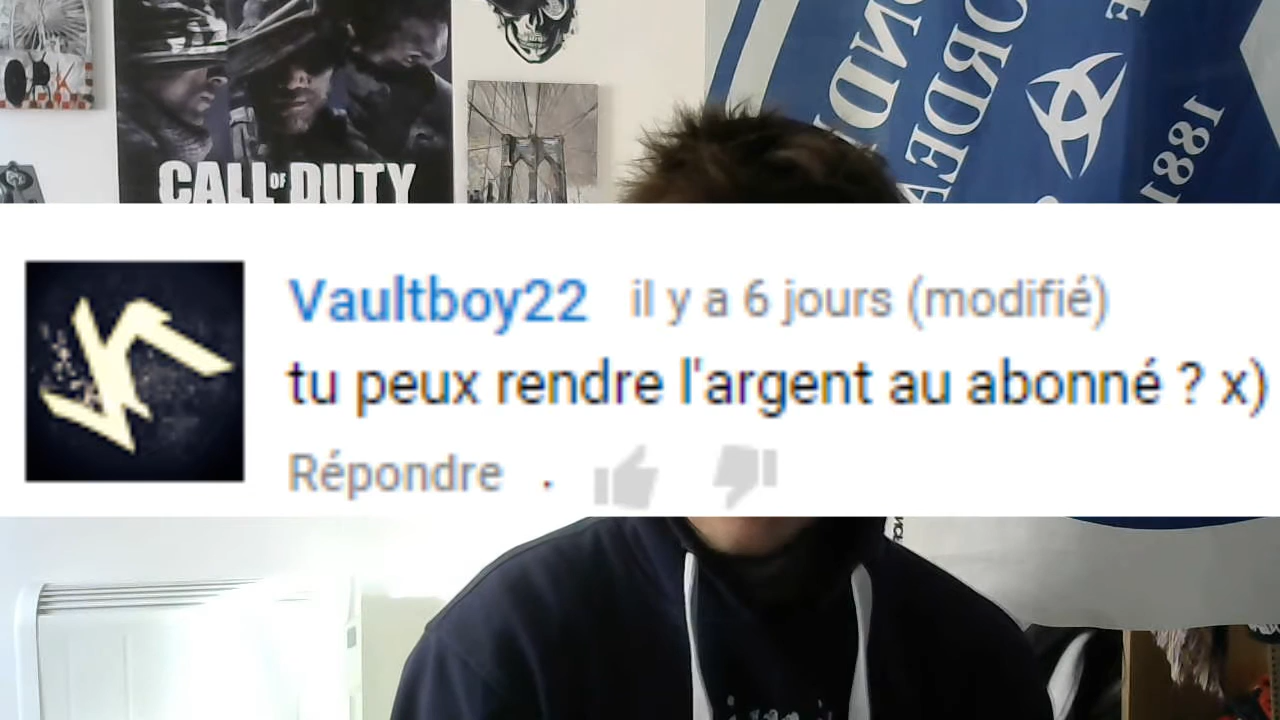 CALL OF DUTY
1881
Vaultboy22 il y a 6 jours (modifié)
tu peux rendre l'argent au abonné ? x)
Répondre .